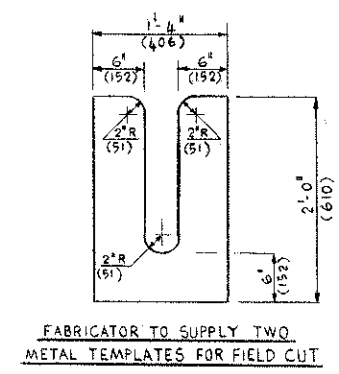 1'-4"
(406)
6"
(152)
6"
(152)
2"R
(51)
2"R
(51)
2'-0"
(610)
2"R
(51)
6"
(152)
FABRICATOR TO SUPPLY TWO
METAL TEMPLATES FOR FIELD CUT